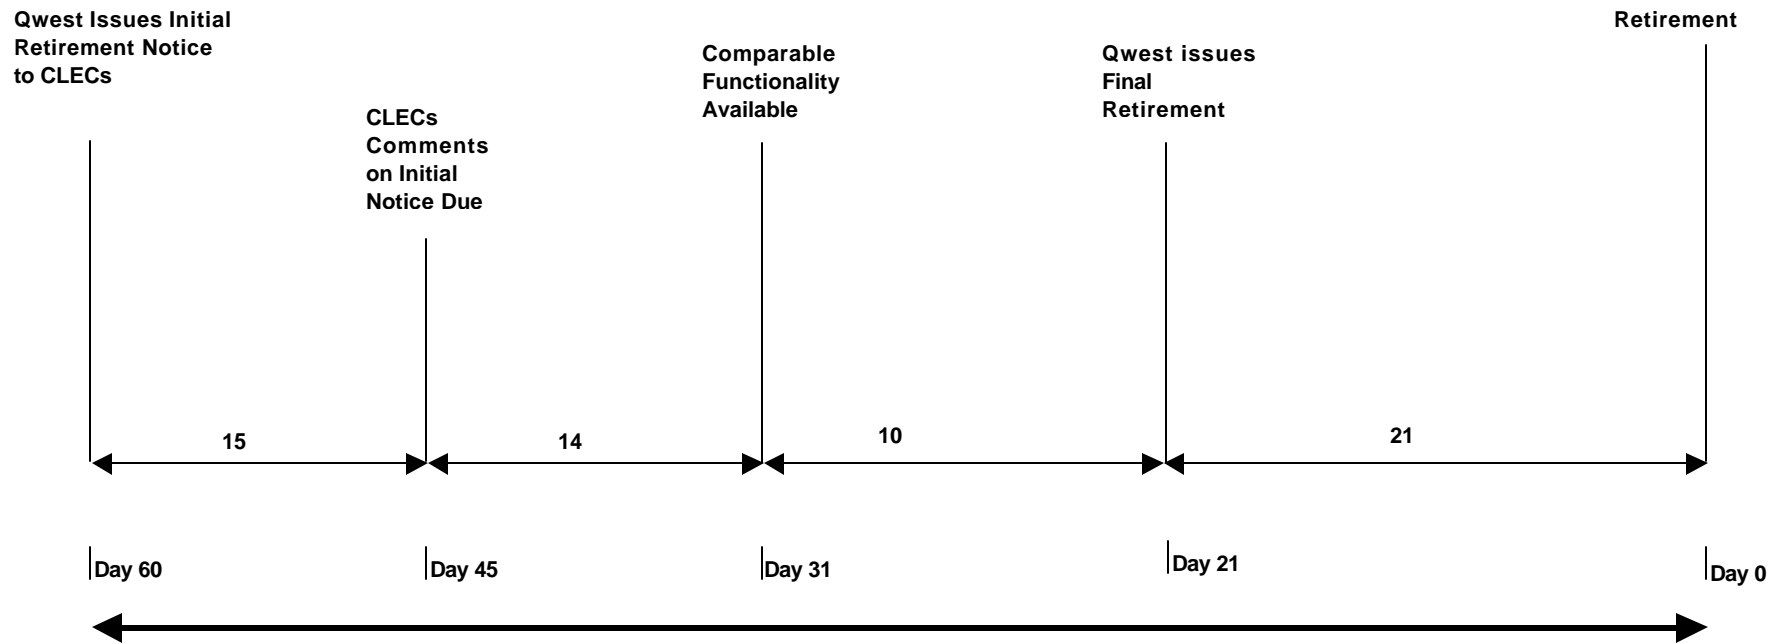 Qwest Issues Initial
Retirement Notice
to CLECs
CLECs
Comments
on Initial
Notice Due
Comparable
Functionality
Available
Qwest issues
Final
Retirement
Retirement
15
14
10
21
Day 60
Day 45
Day 31
Day 21
Day 0